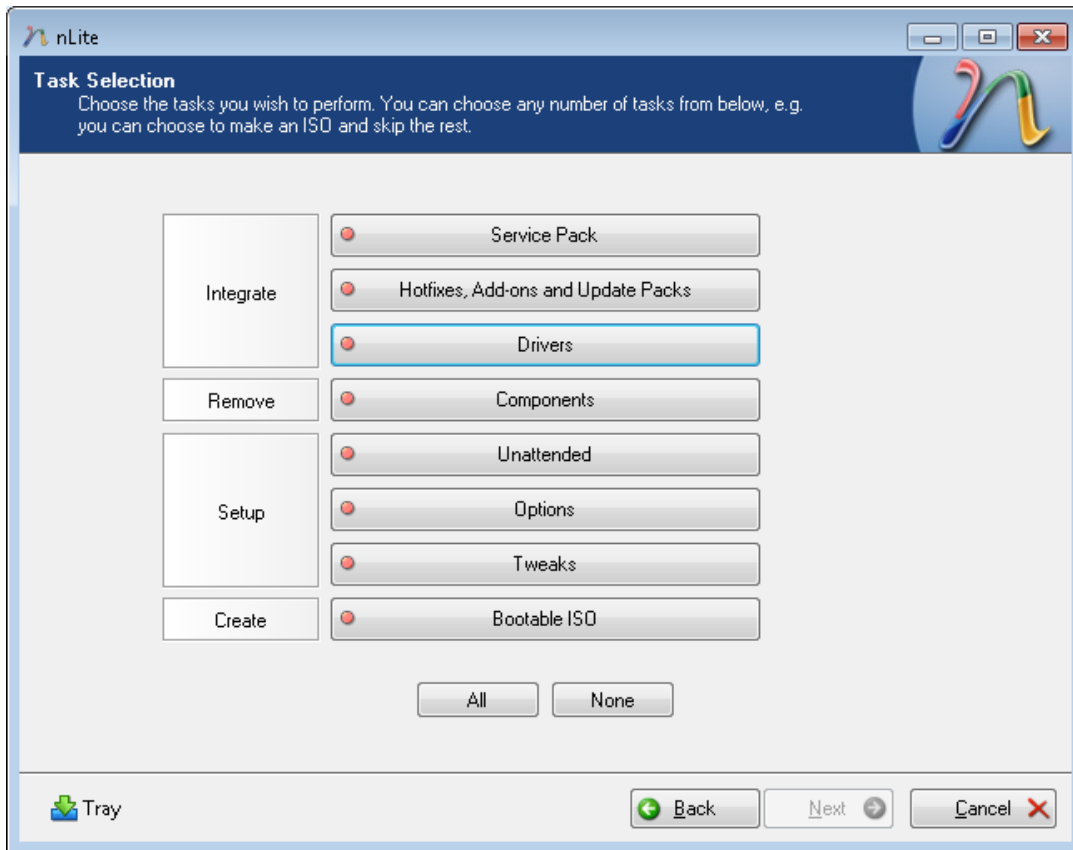 nLite
Task Selection
Choose the tasks you wish to perform. You can choose any number of tasks from below, e.g.
you can choose to make an ISO and skip the rest.
Integrate
Service Pack
Hotfixes, Add-ons and Update Packs
Drivers
Remove
Components
Setup
Unattended
Options
Tweaks
Create
Bootable ISO
All
None
Tray
Back
Next
Cancel